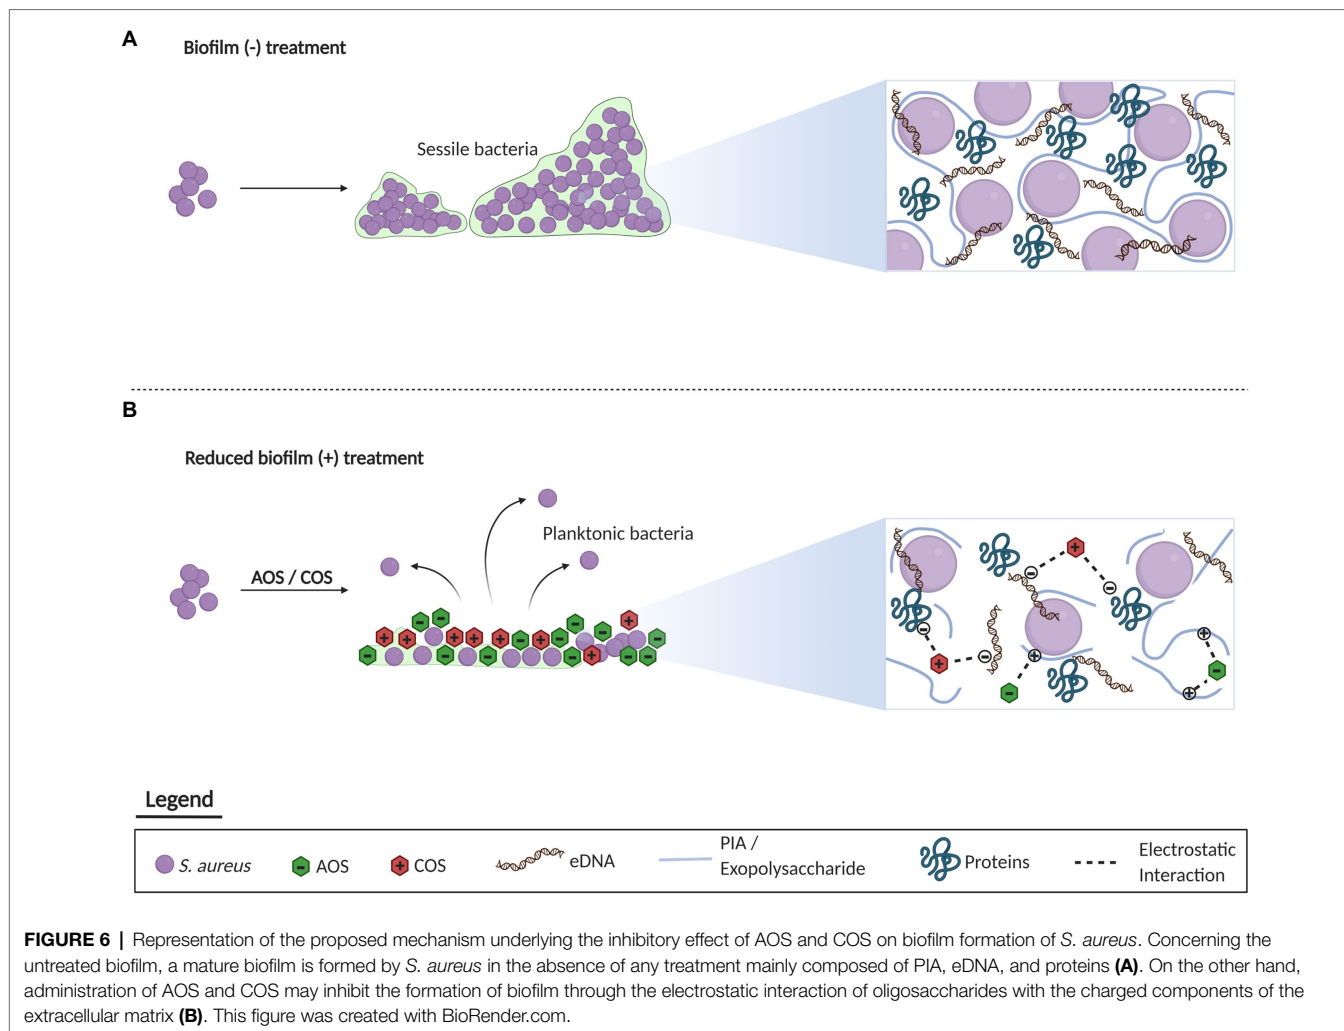 A
Biofilm (-) treatment
Sessile bacteria
B
Reduced biofilm (+) treatment
AOS / COS
Planktonic bacteria
Legend
S. aureus
AOS
COS
eDNA
PIA /
Exopolysaccharide
Proteins
Electrostatic
Interaction
FIGURE 6 | Representation of the proposed mechanism underlying the inhibitory effect of AOS and COS on biofilm formation of S. aureus. Concerning the
untreated biofilm, a mature biofilm is formed by S. aureus in the absence of any treatment mainly composed of PIA, eDNA, and proteins (A). On the other hand,
administration of AOS and COS may inhibit the formation of biofilm through the electrostatic interaction of oligosaccharides with the charged components of the
extracellular matrix (B). This figure was created with BioRender.com.